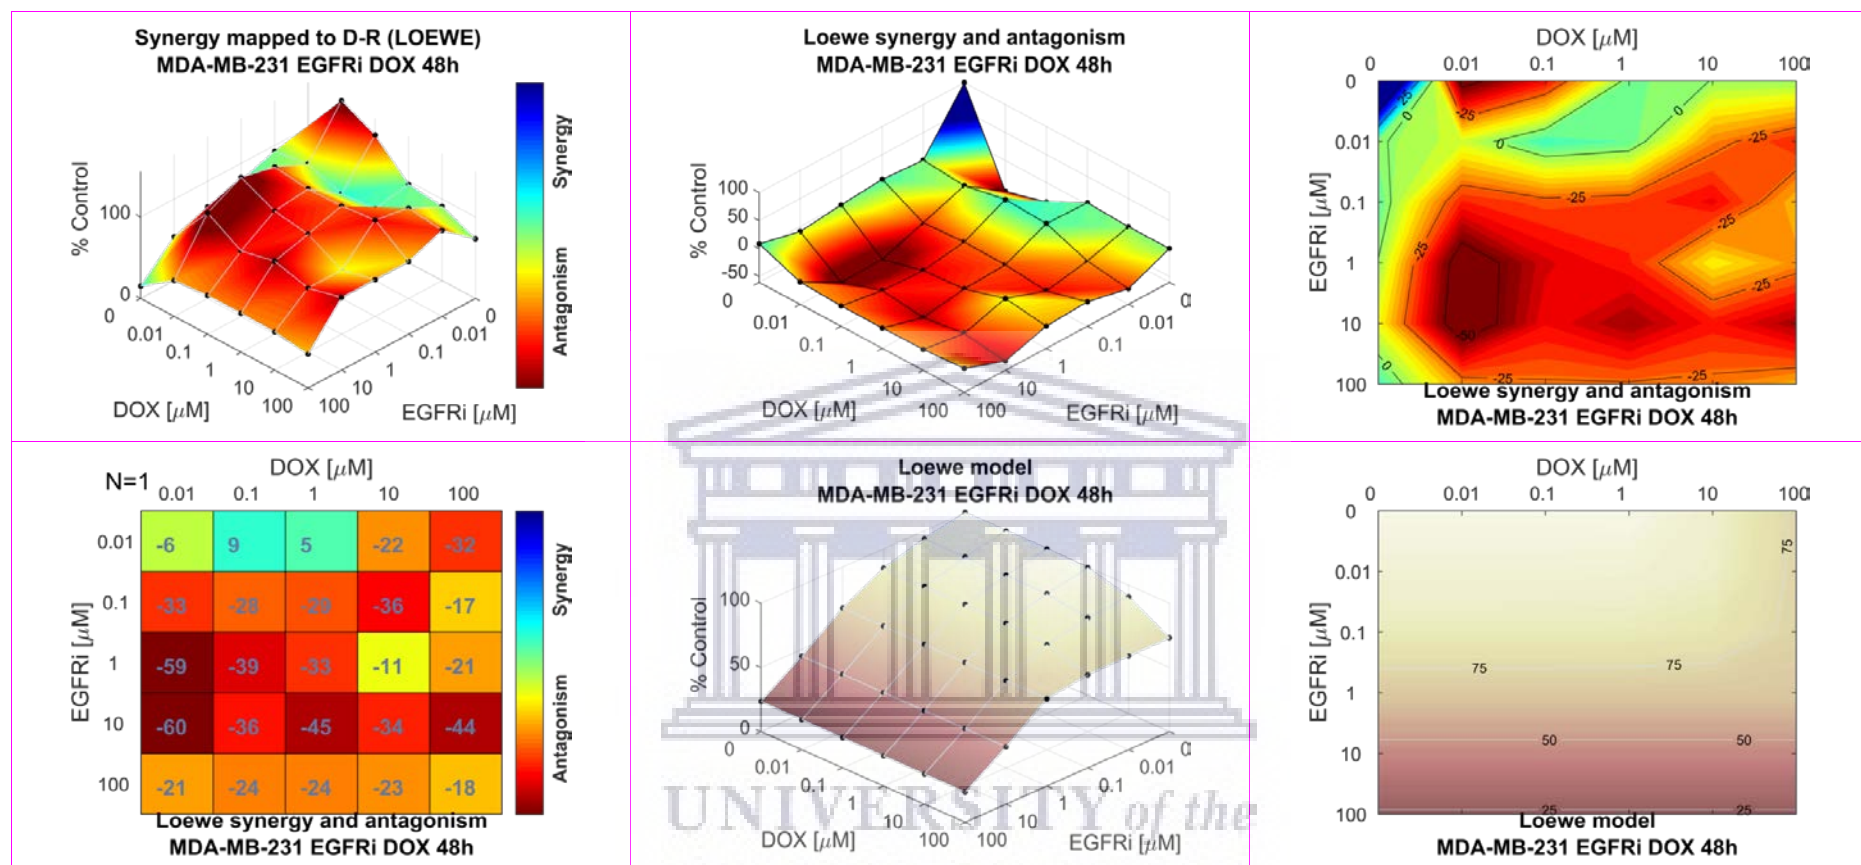 Synergy mapped to D-R (LOEWE)
MDA-MB-231 EGFRi DOX 48h
% Control
100
0
0
0.01
0.1
1
10
100
DOX [μM]
100
10
1
0.1
0.01
0
EGFRi [μM]
Synergy
Antagonism
Loewe synergy and antagonism
MDA-MB-231 EGFRi DOX 48h
% Control
100
50
0
-50
0
0.01
0.1
1
10
100
DOX [μM]
100
10
1
0.1
0.01
0
EGFRi [μM]
DOX [μM]
0 0.01 0.1 1 10 100
EGFRi [μM]
0
0.01
0.1
1
10
100
25
0
-25
0
0
-25
-25
-25
-25
-25
-50
0
-25
-25
Loewe synergy and antagonism
MDA-MB-231 EGFRi DOX 48h
N=1
DOX [μM]
0.01 0.1 1 10 100
EGFRi [μM]
0.01 -6 9 5 -22 -32
0.1 -33 -28 -29 -36 -17
1 -59 -39 -33 -11 -21
10 -60 -36 -45 -34 -44
100 -21 -24 -24 -23 -18
Synergy
Antagonism
Loewe synergy and antagonism
MDA-MB-231 EGFRi DOX 48h
Loewe model
MDA-MB-231 EGFRi DOX 48h
% Control
100
50
0
0
0.01
0.1
1
10
100
DOX [μM]
100
10
1
0.1
0.01
0
EGFRi [μM]
UNIVERSITY of the
DOX [μM]
0 0.01 0.1 1 10 100
EGFRi [μM]
0
0.01
0.1
1
10
100
75
75
75
50
50
25
25
Loewe model
MDA-MB-231 EGFRi DOX 48h